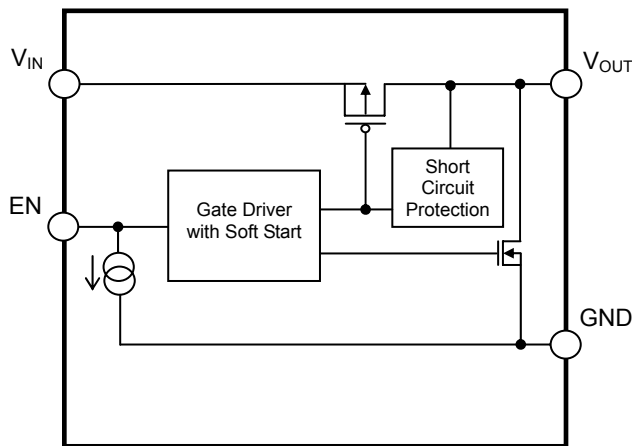 VIN
VOUT
Short
Circuit
Protection
EN
Gate Driver
with Soft Start
GND